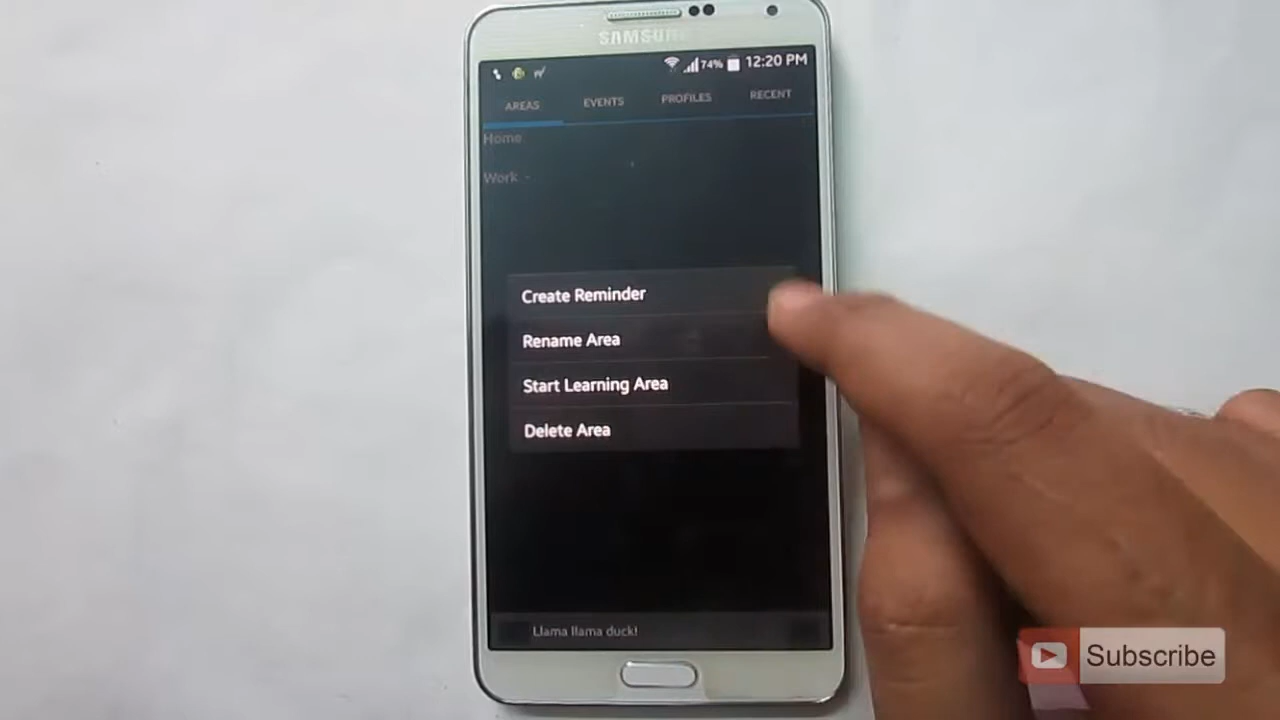 SAMSUNG
74% 12:20 PM
AREAS EVENTS PROFILES RECENT
Home
Work -
Create Reminder
Rename Area
Start Learning Area
Delete Area
Llama llama duck!
Subscribe